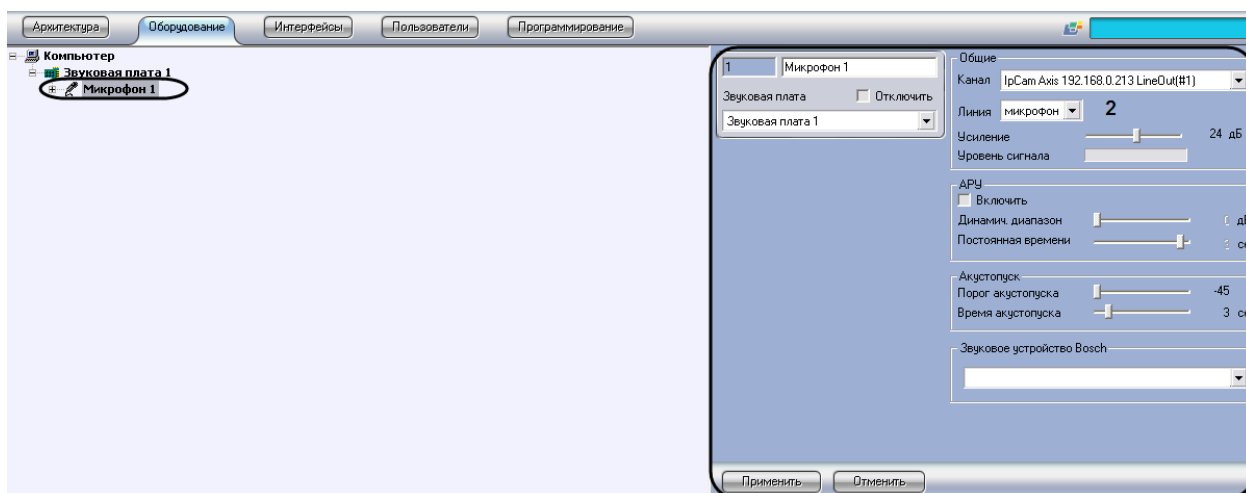 Архитектура Оборудование Интерфейсы Пользователи Программирование
Компьютер
Звуковая плата 1
Микрофон 1
1 Микрофон 1
Звуковая плата Отключить
Звуковая плата 1
Общие
Канал IpCam Axis 192.168.0.213 LineOut(#1)
Линия микрофон 2
Усиление 24 дБ
Уровень сигнала
АРУ
Включить
Динамич. диапазон
Постоянная времени
Акустопуск
Порог акустопуска -45
Время акустопуска 3
Звуковое устройство Bosch
Применить Отменить